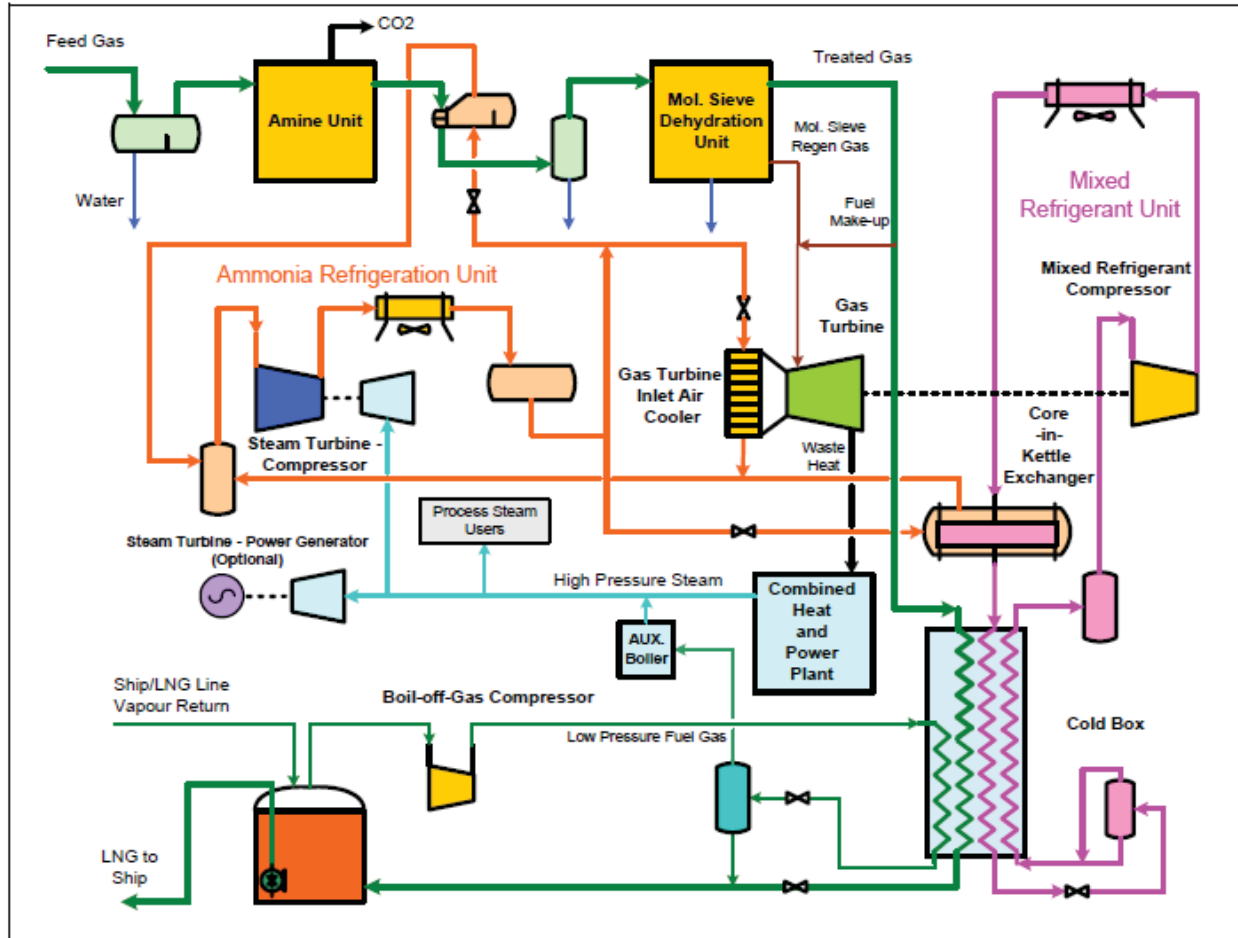 CO2
Feed Gas
Treated Gas
Amine Unit
Mol. Sieve
Dehydration
Unit
Mol. Sieve
Regen Gas
Water
Fuel
Make-up
Mixed
Refrigerant Unit
Ammonia Refrigeration Unit
Mixed Refrigerant
Compressor
Gas
Turbine
Gas Turbine
Inlet Air
Cooler
Core
-in-
Kettle
Exchanger
Steam Turbine -
Compressor
Waste
Heat
Process Steam
Users
Steam Turbine - Power Generator
(Optional)
High Pressure Steam
Combined
Heat
and
Power
Plant
AUX.
Boiler
Ship/LNG Line
Vapour Return
Boil-off-Gas Compressor
Low Pressure Fuel Gas
Cold Box
LNG to
Ship